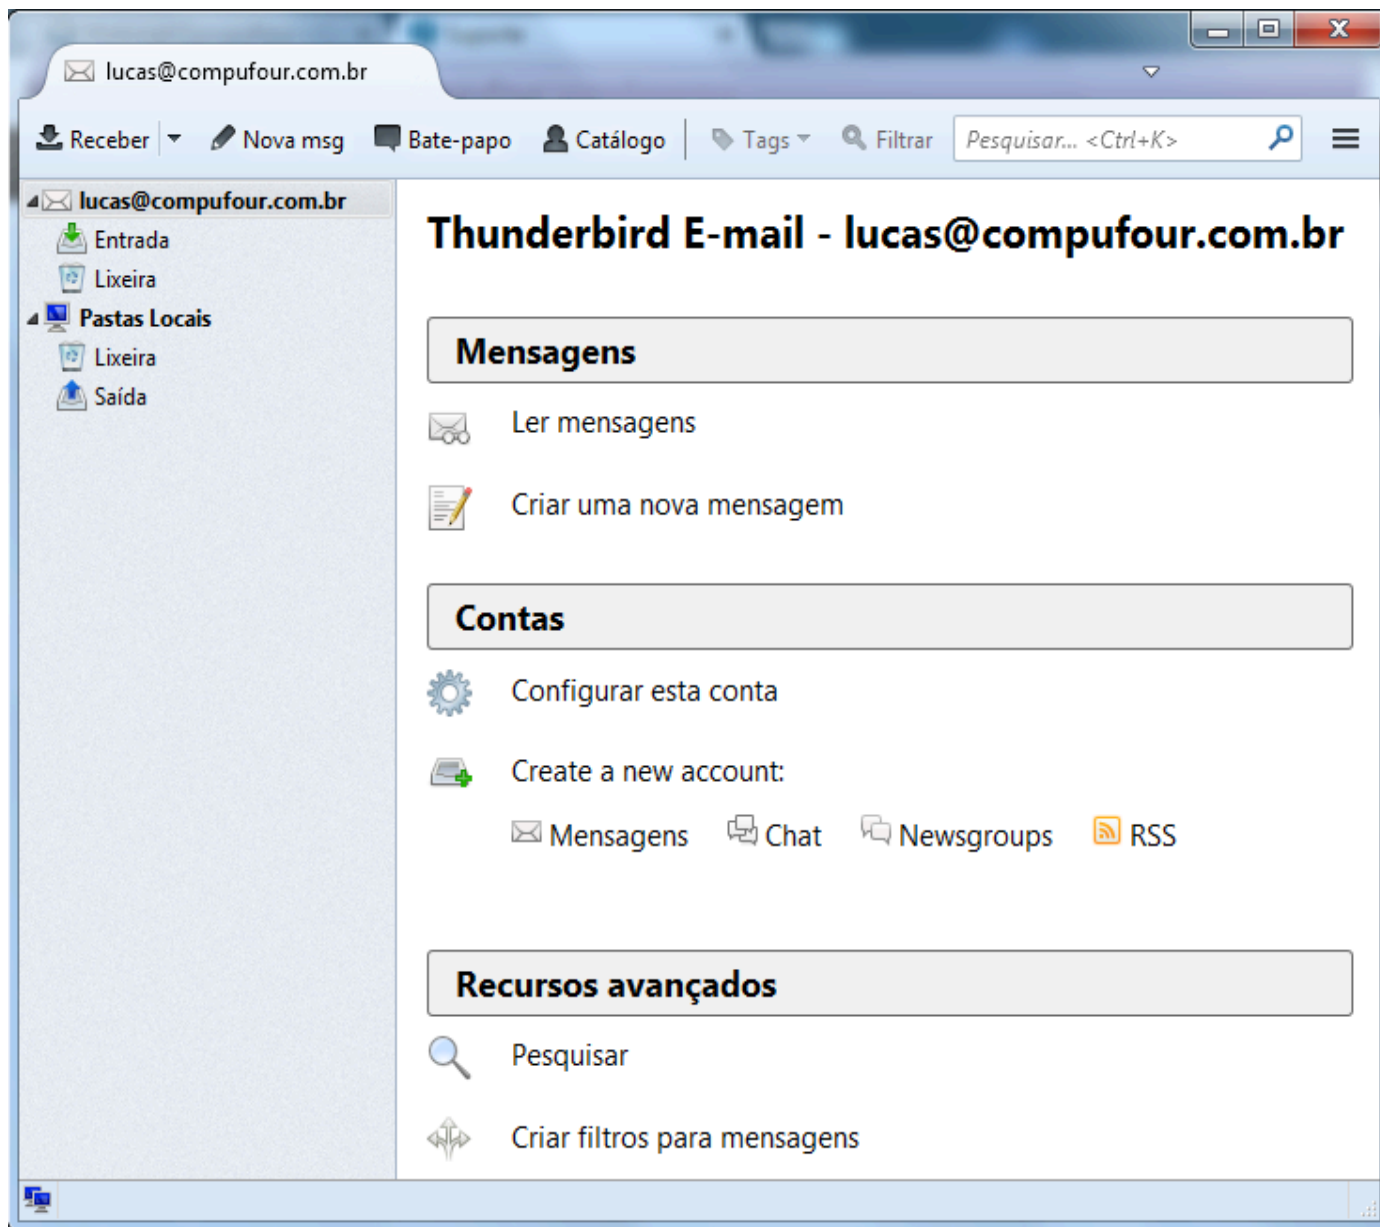 lucas@compufour.com.br
Receber Nova msg Bate-papo Catálogo Tags Filtrar Pesquisar... <Ctrl+K>
lucas@compufour.com.br
Entrada
Lixeira
Pastas Locais
Lixeira
Saída
Thunderbird E-mail - lucas@compufour.com.br
Mensagens
Ler mensagens
Criar uma nova mensagem
Contas
Configurar esta conta
Create a new account:
Mensagens Chat Newsgroups RSS
Recursos avançados
Pesquisar
Criar filtros para mensagens